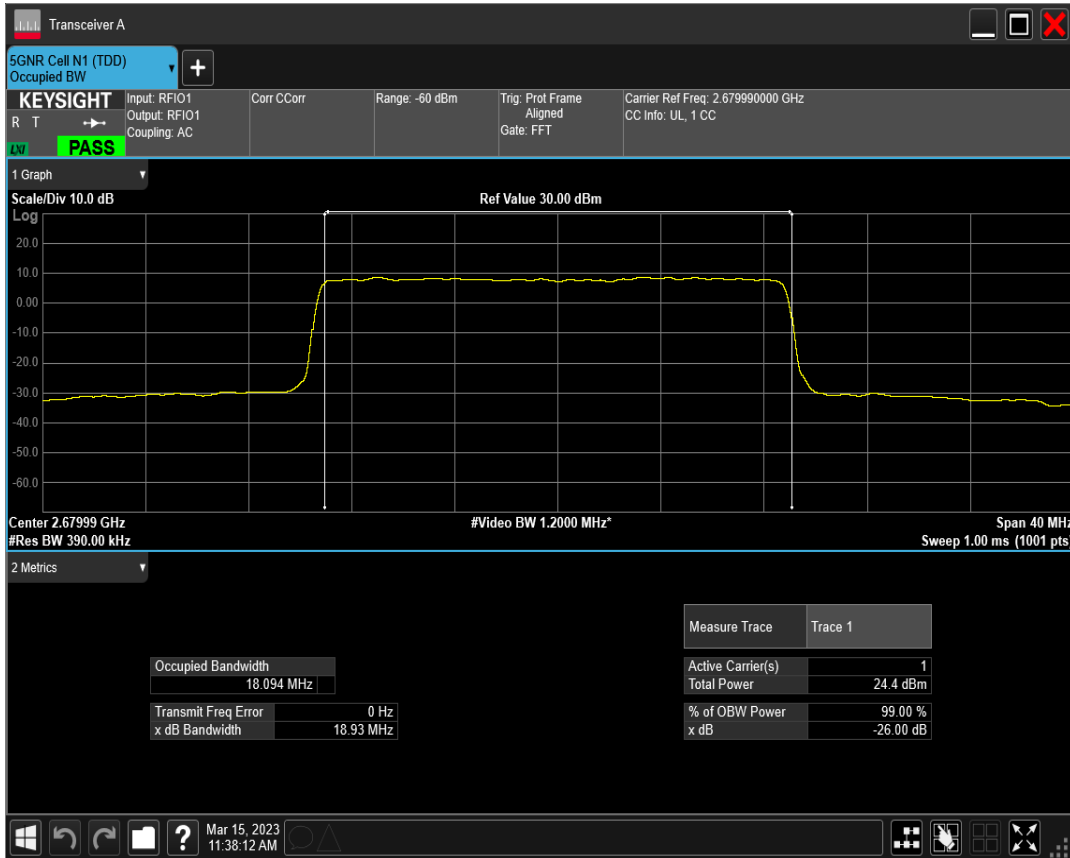 Transceiver A
5GNR Cell N1 (TDD)
Occupied BW
+
KEYSIGHT
R T
LXI
PASS
Input: RFIO1
Output: RFIO1
Coupling: AC
Corr CCorr
Range: -60 dBm
Trig: Prot Frame
Aligned
Gate: FFT
Carrier Ref Freq: 2.679990000 GHz
CC Info: UL, 1 CC
1 Graph
Scale/Div 10.0 dB
Ref Value 30.00 dBm
Log
20.0
10.0
0.00
-10.0
-20.0
-30.0
-40.0
-50.0
-60.0
Center 2.67999 GHz
#Video BW 1.2000 MHz*
Span 40 MHz
#Res BW 390.00 kHz
Sweep 1.00 ms (1001 pts)
2 Metrics
Measure Trace Trace 1
Occupied Bandwidth
18.094 MHz
Active Carrier(s) 1
Total Power 24.4 dBm
Transmit Freq Error 0 Hz
x dB Bandwidth 18.93 MHz
% of OBW Power 99.00 %
x dB -26.00 dB
?
Mar 15, 2023
11:38:12 AM